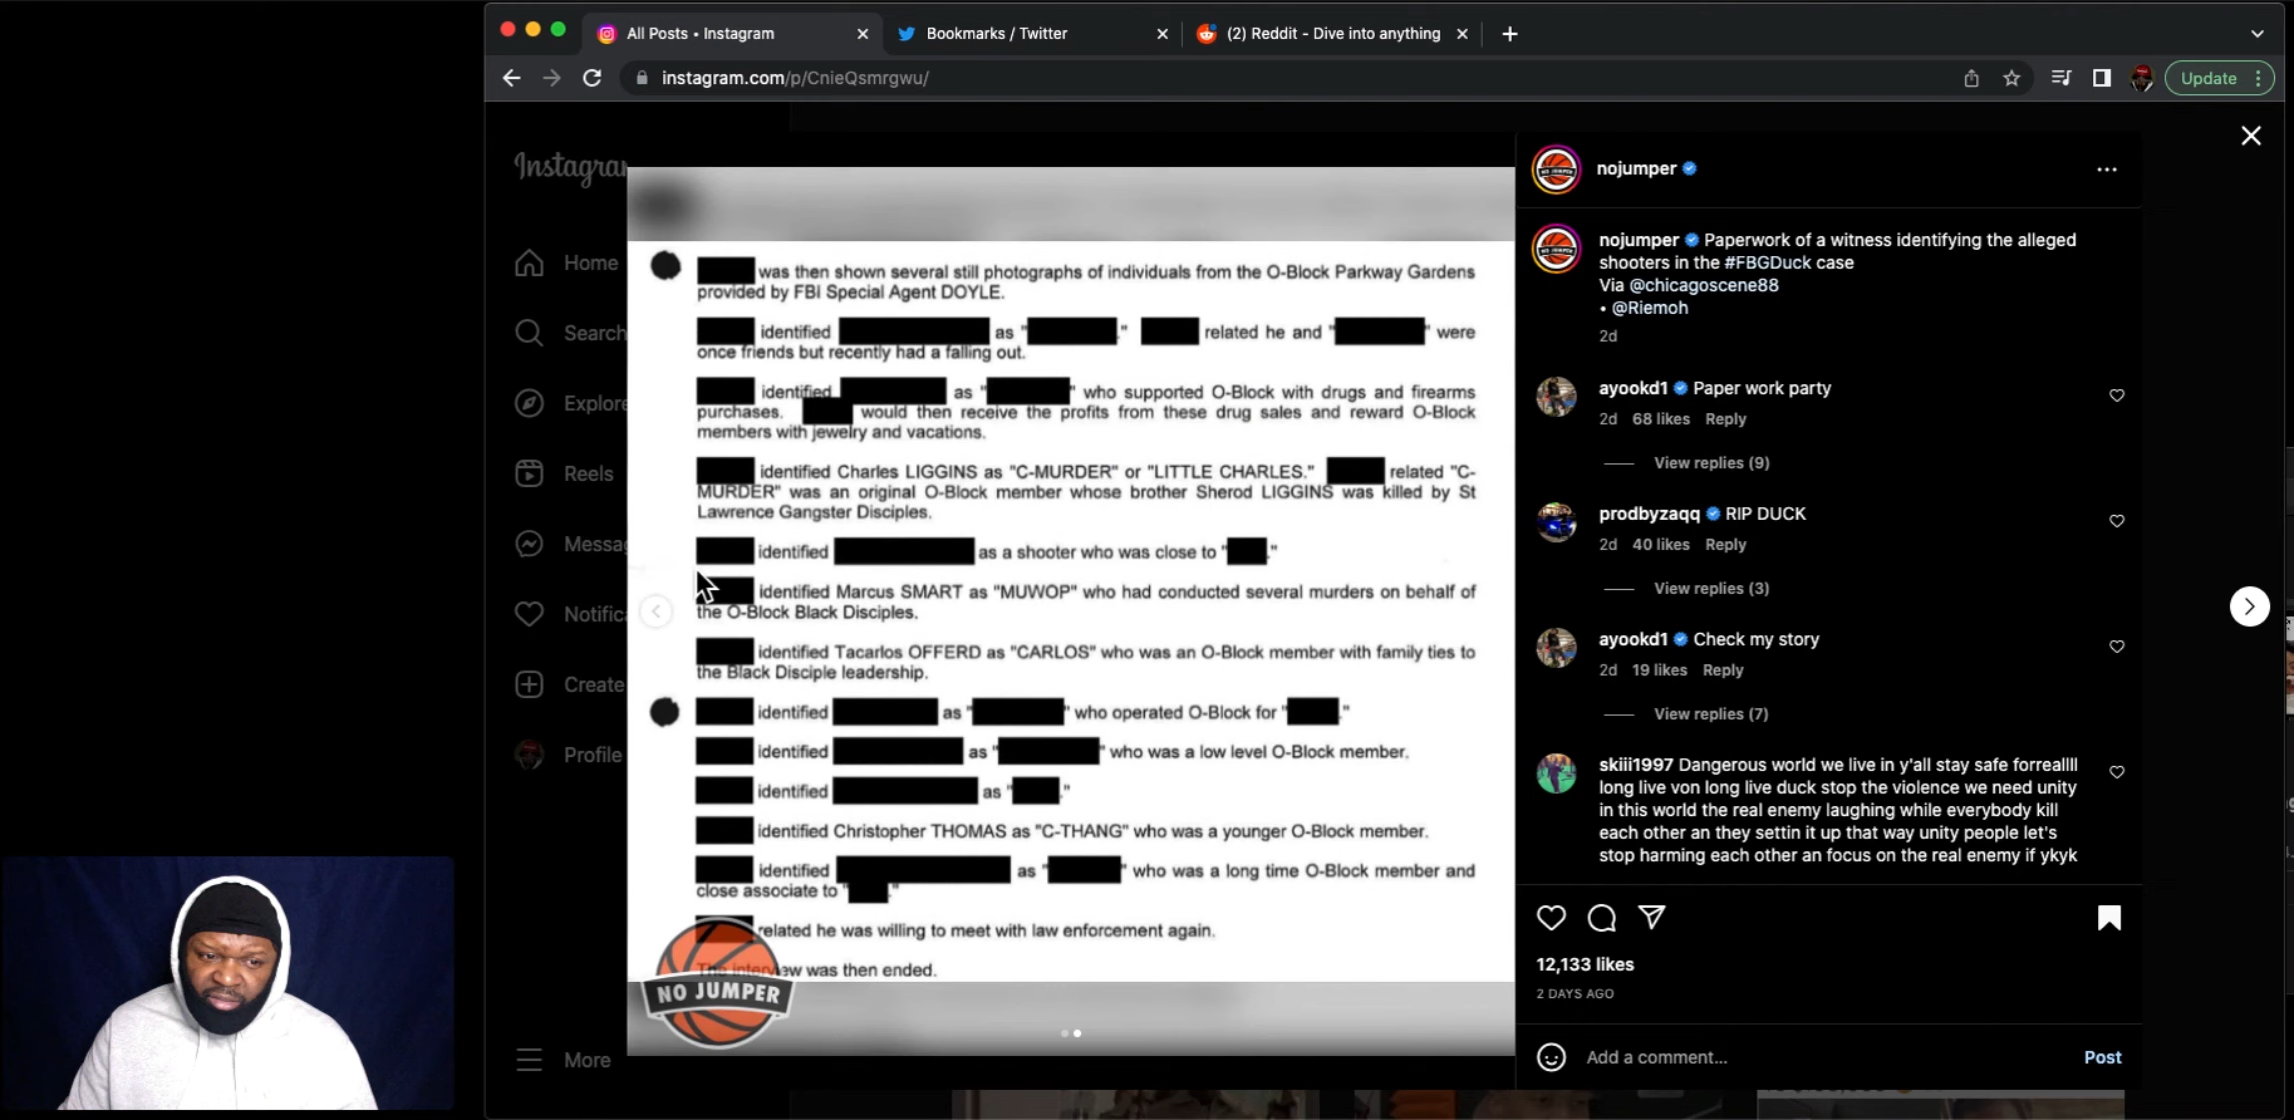 All Posts • Instagram
Bookmarks / Twitter
(2) Reddit - Dive into anything
instagram.com/p/CnieQsmrgwu/
Update
Instagram
Home
Search
Explore
Reels
Messa
Notifica
Create
Profile
More
was then shown several still photographs of individuals from the O-Block Parkway Gardens
provided by FBI Special Agent DOYLE.
identified as " ." related he and " " were
once friends but recently had a falling out.
identified as " " who supported O-Block with drugs and firearms
purchases. would then receive the profits from these drug sales and reward O-Block
members with jewelry and vacations.
identified Charles LIGGINS as "C-MURDER" or "LITTLE CHARLES." related "C-
MURDER" was an original O-Block member whose brother Sherod LIGGINS was killed by St
Lawrence Gangster Disciples.
identified as a shooter who was close to " ."
identified Marcus SMART as "MUWOP" who had conducted several murders on behalf of
the O-Block Black Disciples.
identified Tacarlos OFFERD as "CARLOS" who was an O-Block member with family ties to
the Black Disciple leadership.
identified as " " who operated O-Block for " ."
identified as " " who was a low level O-Block member.
identified as " ."
identified Christopher THOMAS as "C-THANG" who was a younger O-Block member.
identified as " " who was a long time O-Block member and
close associate to " ."
related he was willing to meet with law enforcement again.
The interview was then ended.
NO JUMPER
nojumper
nojumper Paperwork of a witness identifying the alleged
shooters in the #FBGDuck case
Via @chicagoscene88
• @Riemoh
2d
ayookd1 Paper work party
2d 68 likes Reply
View replies (9)
prodbyzaqq RIP DUCK
2d 40 likes Reply
View replies (3)
ayookd1 Check my story
2d 19 likes Reply
View replies (7)
skiii1997 Dangerous world we live in y'all stay safe forreallll
long live von long live duck stop the violence we need unity
in this world the real enemy laughing while everybody kill
each other an they settin it up that way unity people let's
stop harming each other an focus on the real enemy if ykyk
12,133 likes
2 DAYS AGO
Add a comment...
Post